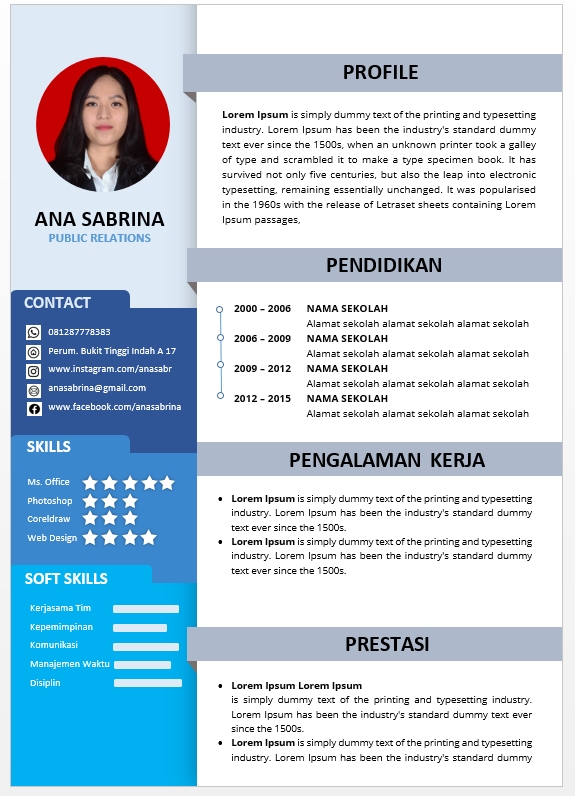 ANA SABRINA
PUBLIC RELATIONS
CONTACT
081287778383
Perum. Bukit Tinggi Indah A 17
www.instagram.com/anasabr
anasabrina@gmail.com
www.facebook.com/anasabrina
SKILLS
Ms. Office
Photoshop
Coreldraw
Web Design
SOFT SKILLS
Kerjasama Tim
Kepemimpinan
Komunikasi
Manajemen Waktu
Disiplin
PROFILE
Lorem Ipsum is simply dummy text of the printing and typesetting
industry. Lorem Ipsum has been the industry's standard dummy
text ever since the 1500s, when an unknown printer took a galley
of type and scrambled it to make a type specimen book. It has
survived not only five centuries, but also the leap into electronic
typesetting, remaining essentially unchanged. It was popularised
in the 1960s with the release of Letraset sheets containing Lorem
Ipsum passages,
PENDIDIKAN
2000 – 2006 NAMA SEKOLAH
Alamat sekolah alamat sekolah alamat sekolah
2006 – 2009 NAMA SEKOLAH
Alamat sekolah alamat sekolah alamat sekolah
2009 – 2012 NAMA SEKOLAH
Alamat sekolah alamat sekolah alamat sekolah
2012 – 2015 NAMA SEKOLAH
Alamat sekolah alamat sekolah alamat sekolah
PENGALAMAN KERJA
• Lorem Ipsum is simply dummy text of the printing and typesetting
industry. Lorem Ipsum has been the industry's standard dummy
text ever since the 1500s.
• Lorem Ipsum is simply dummy text of the printing and typesetting
industry. Lorem Ipsum has been the industry's standard dummy
text ever since the 1500s.
PRESTASI
• Lorem Ipsum Lorem Ipsum
is simply dummy text of the printing and typesetting industry.
Lorem Ipsum has been the industry's standard dummy text ever
since the 1500s.
• Lorem Ipsum is simply dummy text of the printing and typesetting
industry. Lorem Ipsum has been the industry's standard dummy